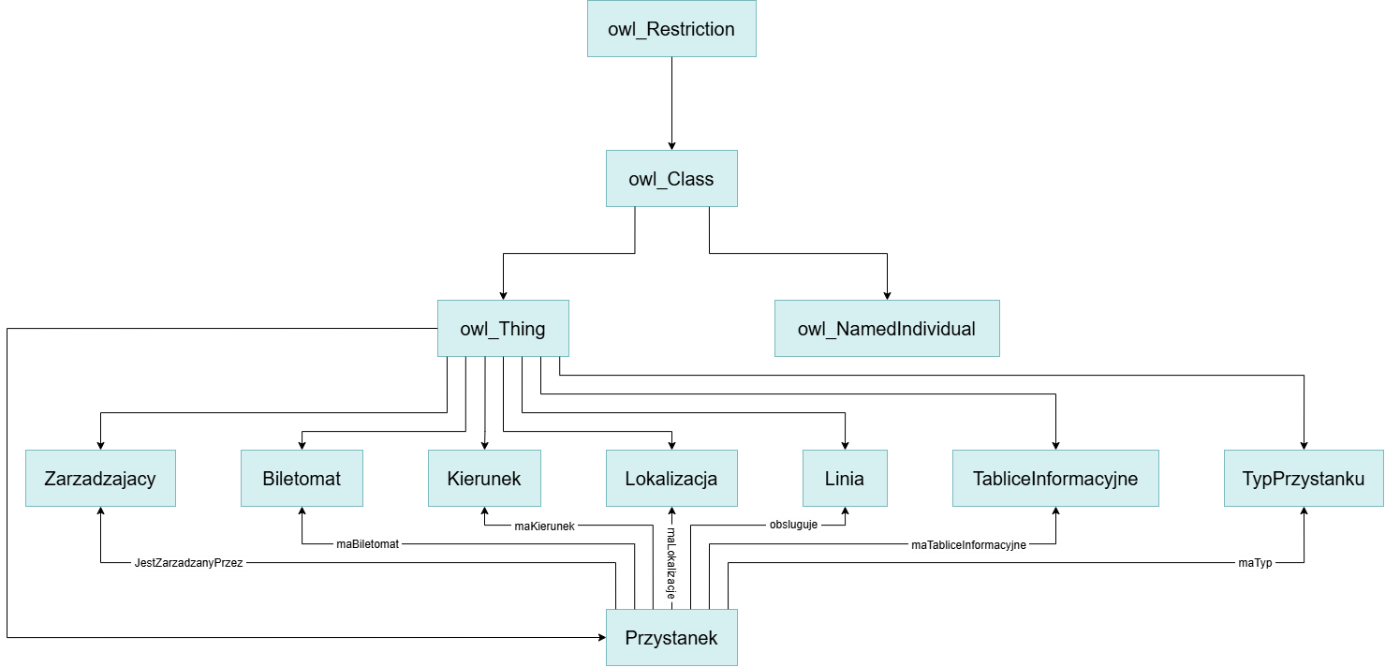 owl_Restriction
owl_Class
owl_Thing
owl_NamedIndividual
Zarzadzajacy
Biletomat
Kierunek
Lokalizacja
Linia
TabliceInformacyjne
TypPrzystanku
maKierunek
obsluguje
maBiletomat
maLokalizacje
maTabliceInformacyjne
JestZarzadzanyPrzez
maTyp
Przystanek